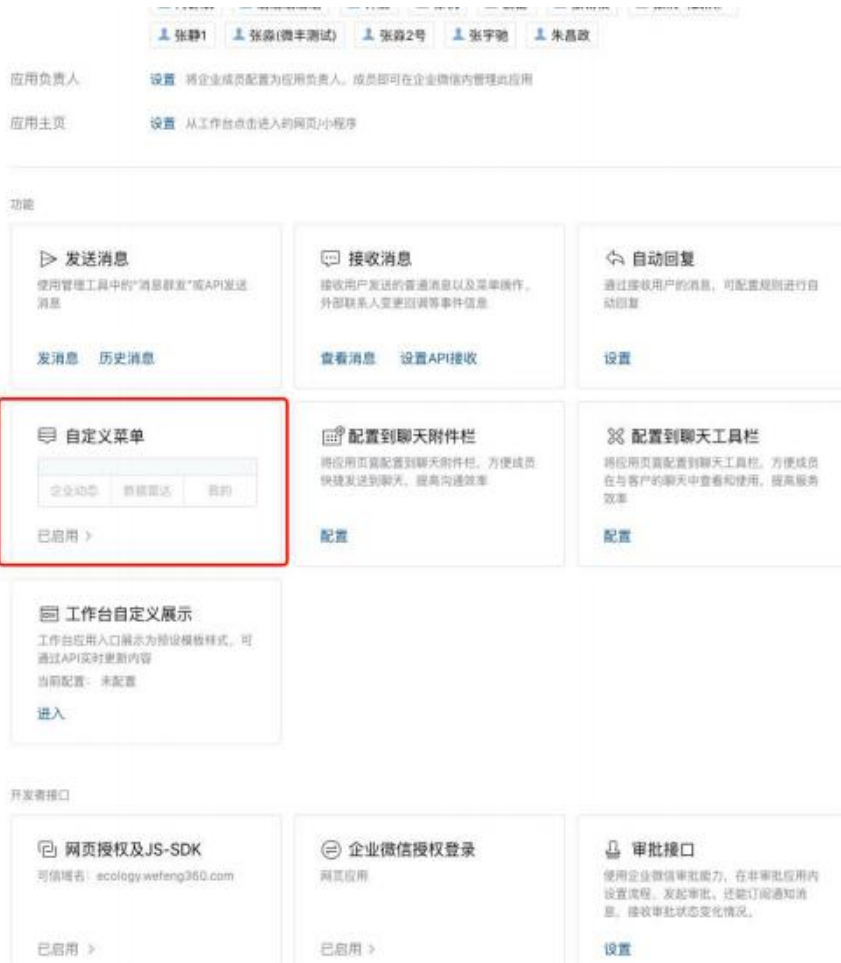 张静1 张淼(微丰测试) 张淼2号 张宇驰 朱昌政
应用负责人 设置 将企业成员配置为应用负责人，成员即可在企业微信内管理此应用
应用主页 设置 从工作台点击进入的网页/小程序
功能
发送消息 接收消息 自动回复
使用管理工具中的“消息群发”或API发送
消息
接收用户发送的普通消息以及菜单操作，
外部联系人变更回调等事件信息
通过接收用户的消息，可配置规则进行自
动回复
发消息 历史消息 查看消息 设置API接收 设置
自定义菜单 配置到聊天附件栏 配置到聊天工具栏
企业动态 数据雷达 我的
将应用页面配置到聊天附件栏，方便成员
快捷发送到聊天，提高沟通效率
将应用页面配置到聊天工具栏，方便成员
在与客户的聊天中查看和使用，提高服务
效率
已启用 > 配置 配置
工作台自定义展示
工作台应用入口展示为预设模板样式，可
通过API实时更新内容
当前配置： 未配置
进入
开发者接口
网页授权及JS-SDK 企业微信授权登录 审批接口
可信域名：ecology.wefeng360.com 网页应用
使用企业微信审批能力，在非审批应用内
设置流程、发起审批。还能订阅通知消
息，接收审批状态变化情况。
已启用 > 已启用 > 设置